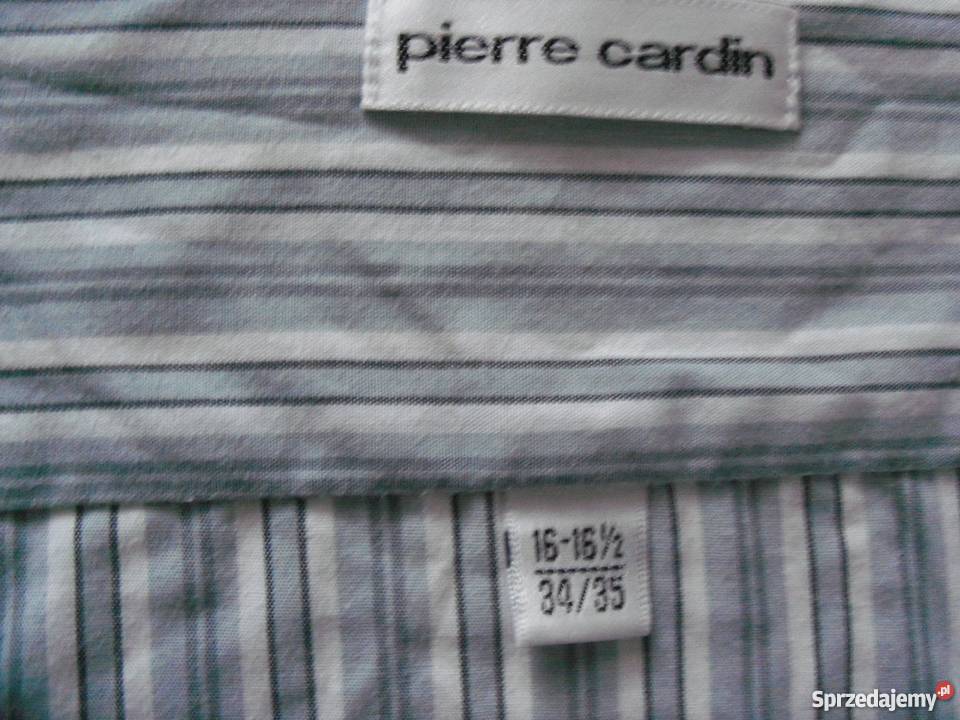 pierre cardin
16-16½
34/35
Sprzedajemy.pl